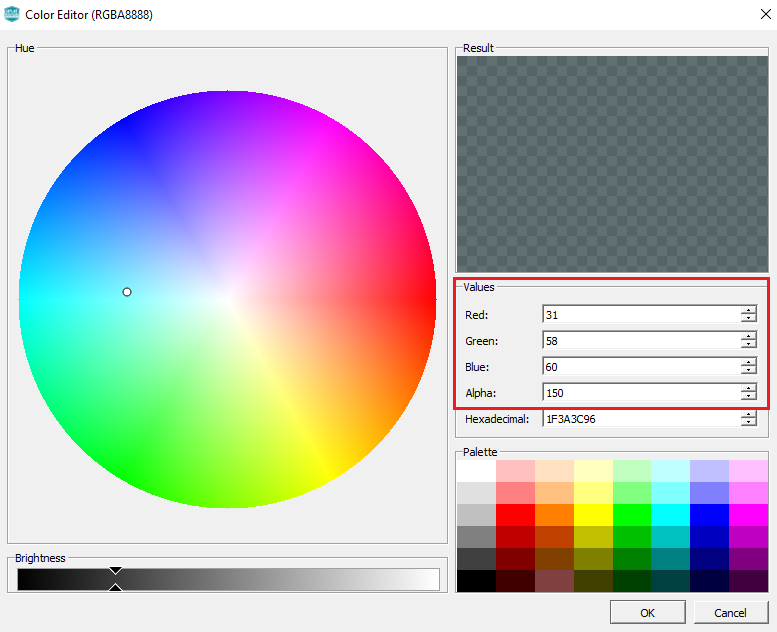 Color Editor (RGBA8888)
Hue
Result
Values
Red: 31
Green: 58
Blue: 60
Alpha: 150
Hexadecimal: 1F3A3C96
Palette
Brightness
OK Cancel